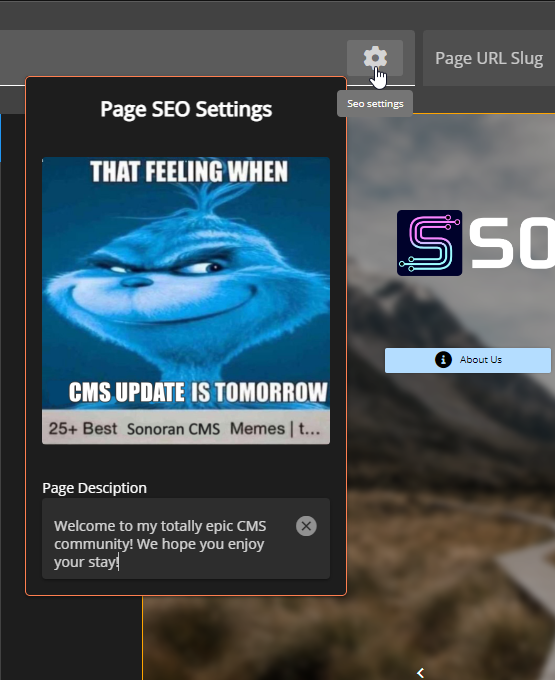 Page URL Slug
Seo settings
Page SEO Settings
THAT FEELING WHEN
CMS UPDATE IS TOMORROW
25+ Best Sonoran CMS Memes | t...
SO
About Us
Page Desciption
Welcome to my totally epic CMS
community! We hope you enjoy
your stay!